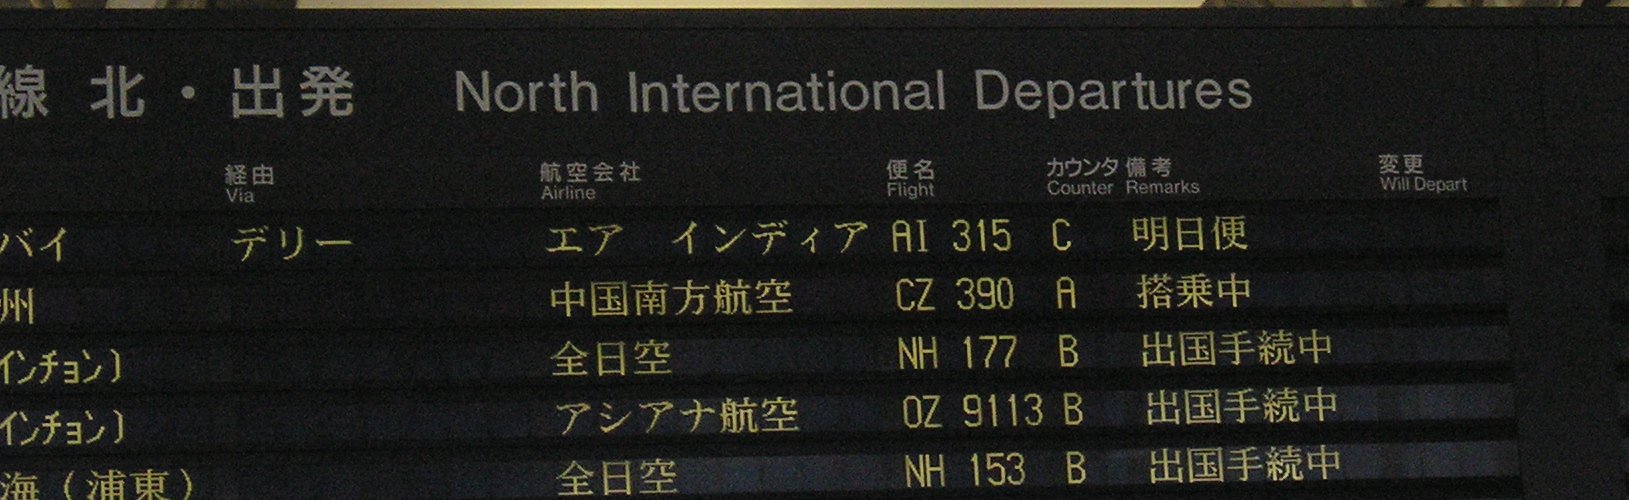 線 北・出発 North International Departures
経由 航空会社 便名 カウンタ 備考 変更
Via Airline Flight Counter Remarks Will Depart
バイ デリー エア インディア AI 315 C 明日便
州 中国南方航空 CZ 390 A 搭乗中
インチョン) 全日空 NH 177 B 出国手続中
インチョン) アシアナ航空 OZ 9113 B 出国手続中
海(浦東) 全日空 NH 153 B 出国手続中